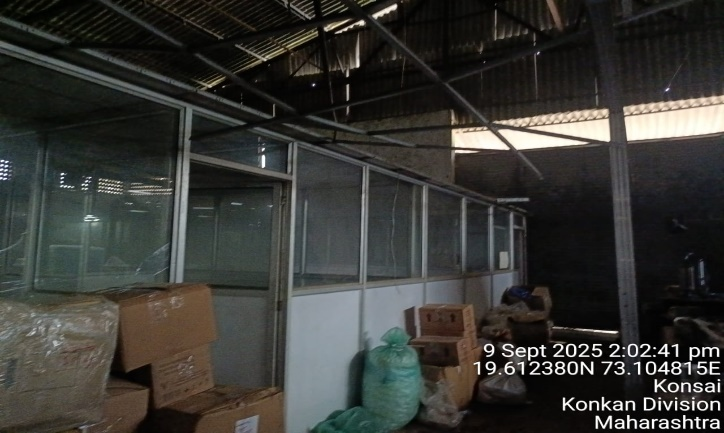 9 Sept 2025 2:02:41 pm
19.612380N 73.104815E
Konsai
Konkan Division
Maharashtra